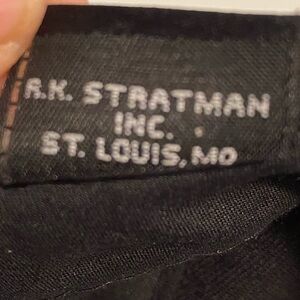 R.K. STRATMAN
INC.
ST. LOUIS, MO